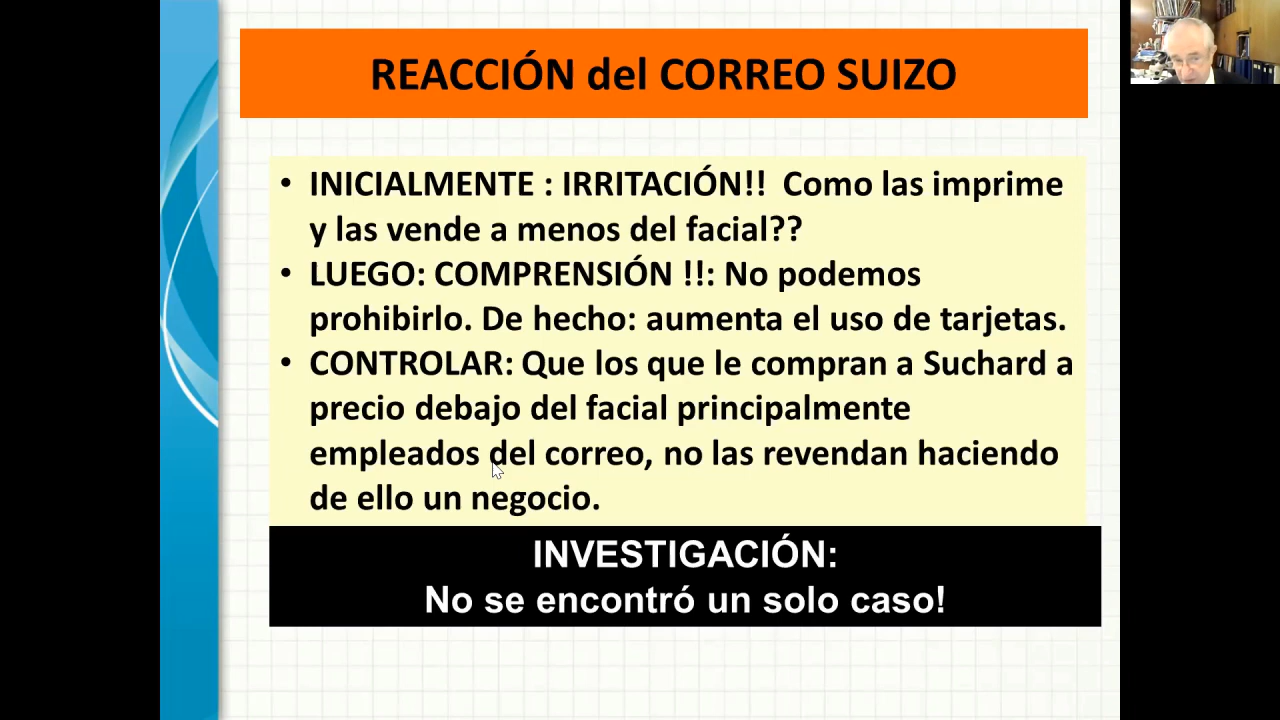 REACCIÓN del CORREO SUIZO
• INICIALMENTE : IRRITACIÓN!! Como las imprime
y las vende a menos del facial??
• LUEGO: COMPRENSIÓN !!: No podemos
prohibirlo. De hecho: aumenta el uso de tarjetas.
• CONTROLAR: Que los que le compran a Suchard a
precio debajo del facial principalmente
empleados del correo, no las revendan haciendo
de ello un negocio.
INVESTIGACIÓN:
No se encontró un solo caso!